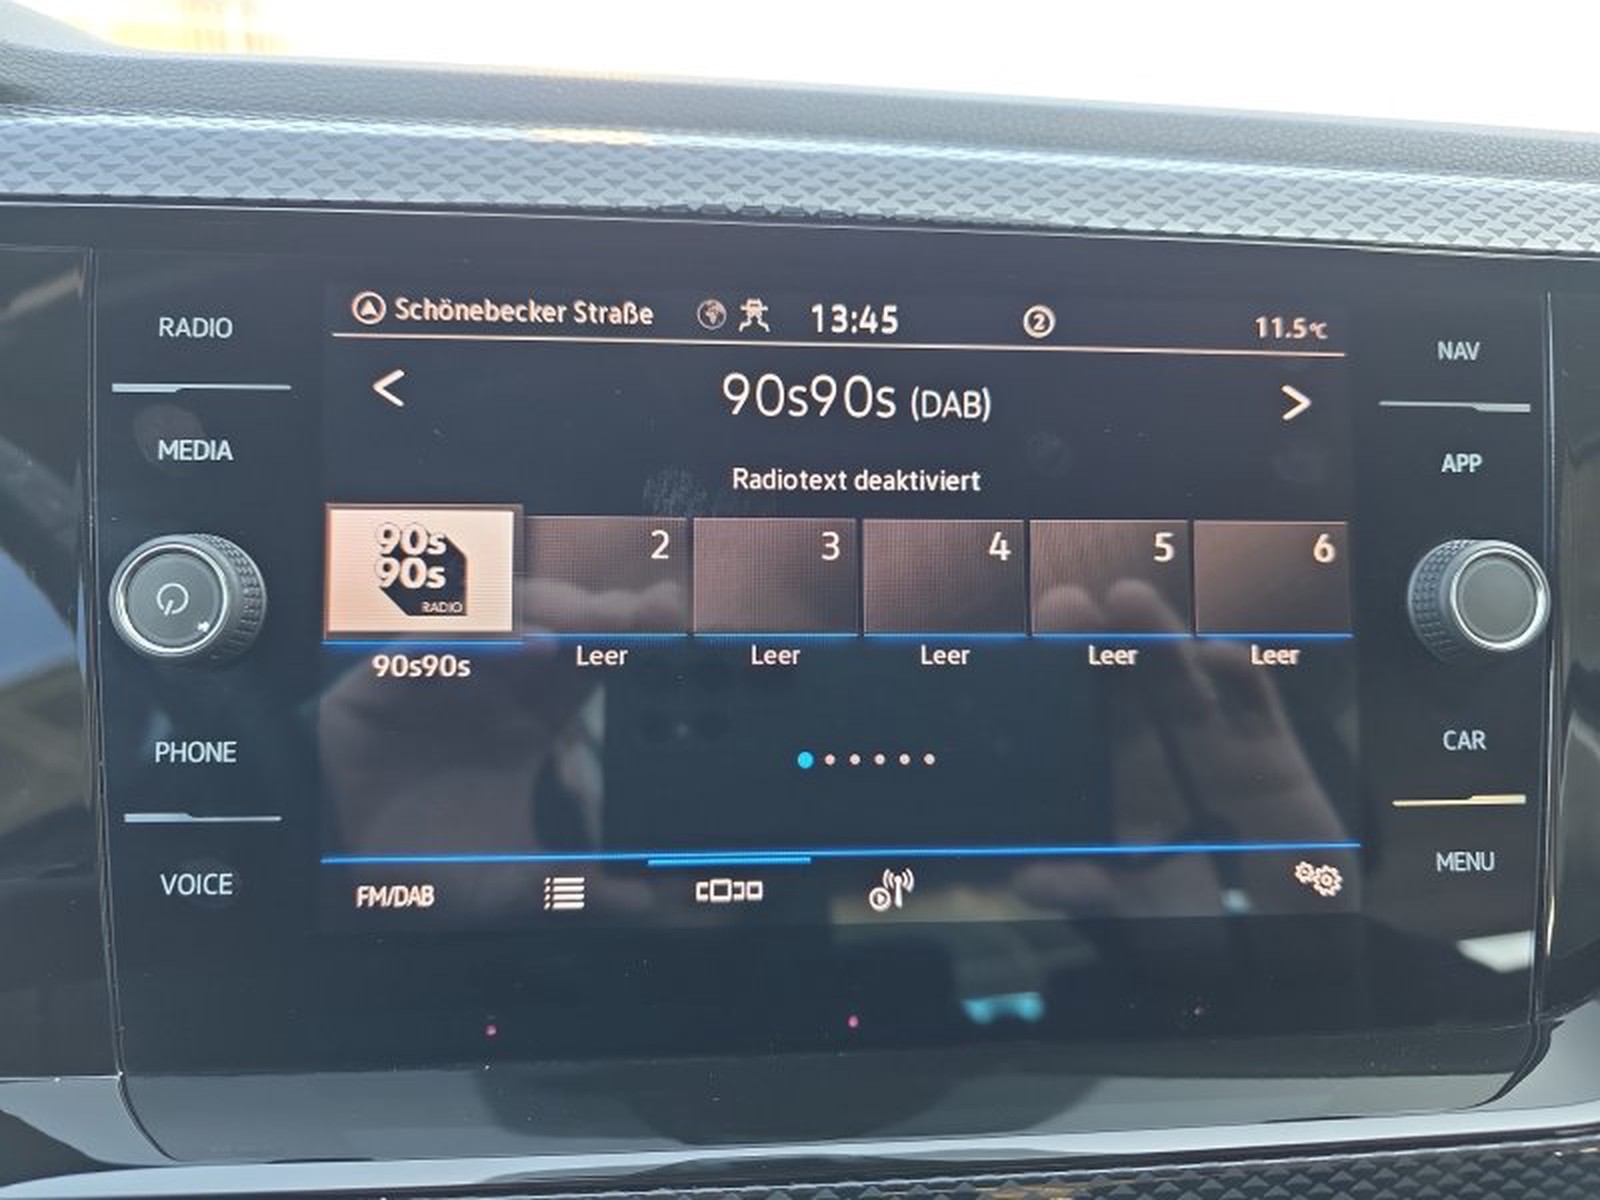 RADIO
MEDIA
PHONE
VOICE
Schönebecker Straße 13:45 2 11.5°C
< 90s90s (DAB) >
Radiotext deaktiviert
90s
90s
RADIO
2 3 4 5 6
90s90s Leer Leer Leer Leer Leer
FM/DAB
NAV
APP
CAR
MENU